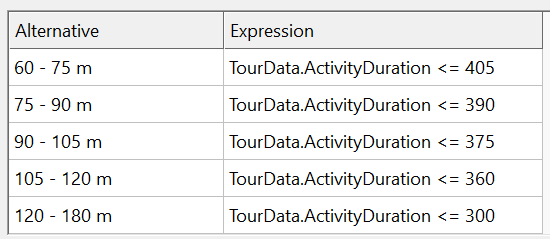 Alternative Expression
60 - 75 m TourData.ActivityDuration <= 405
75 - 90 m TourData.ActivityDuration <= 390
90 - 105 m TourData.ActivityDuration <= 375
105 - 120 m TourData.ActivityDuration <= 360
120 - 180 m TourData.ActivityDuration <= 300